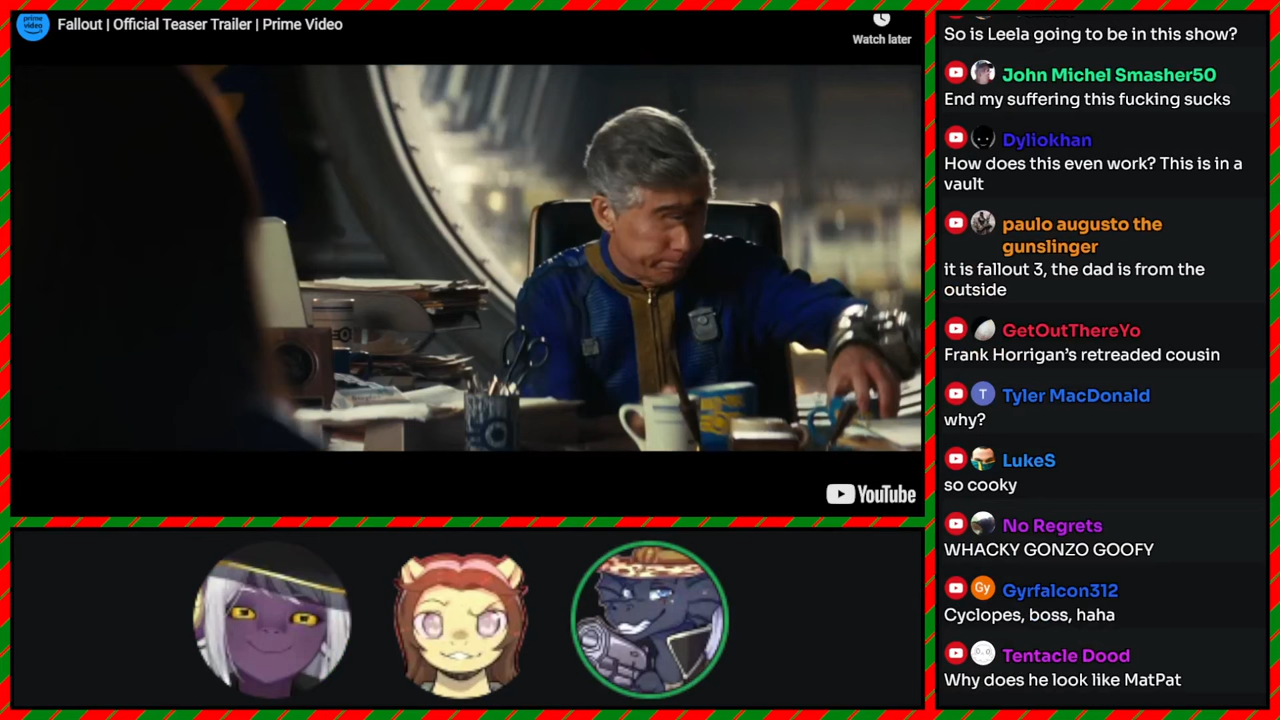 prime
video
Fallout | Official Teaser Trailer | Prime Video
Watch later
YouTube
So is Leela going to be in this show?
John Michel Smasher50
End my suffering this fucking sucks
Dyliokhan
How does this even work? This is in a
vault
paulo augusto the
gunslinger
it is fallout 3, the dad is from the
outside
GetOutThereYo
Frank Horrigan’s retreaded cousin
T
Tyler MacDonald
why?
LukeS
so cooky
No Regrets
WHACKY GONZO GOOFY
Gy
Gyrfalcon312
Cyclopes, boss, haha
Tentacle Dood
Why does he look like MatPat